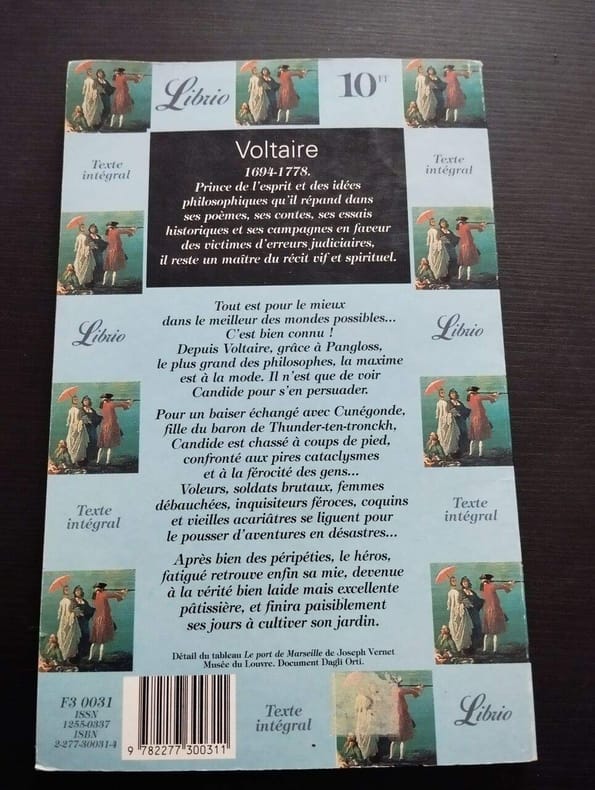 Librio
10 FF
Texte
intégral
Texte
intégral
Voltaire
1694-1778.
Prince de l'esprit et des idées
philosophiques qu'il répand dans
ses poèmes, ses contes, ses essais
historiques et ses campagnes en faveur
des victimes d'erreurs judiciaires,
il reste un maître du récit vif et spirituel.
Librio
Librio
Tout est pour le mieux
dans le meilleur des mondes possibles...
C'est bien connu !
Depuis Voltaire, grâce à Pangloss,
le plus grand des philosophes, la maxime
est à la mode. Il n'est que de voir
Candide pour s'en persuader.
Pour un baiser échangé avec Cunégonde,
fille du baron de Thunder-ten-tronckh,
Candide est chassé à coups de pied,
confronté aux pires cataclysmes
et à la férocité des gens...
Voleurs, soldats brutaux, femmes
débauchées, inquisiteurs féroces, coquins
et vieilles acariâtres se liguent pour
le pousser d'aventures en désastres...
Texte
intégral
Texte
intégral
Après bien des péripéties, le héros,
fatigué retrouve enfin sa mie, devenue
à la vérité bien laide mais excellente
pâtissière, et finira paisiblement
ses jours à cultiver son jardin.
Détail du tableau Le port de Marseille de Joseph Vernet
Musée du Louvre. Document Dagli Orti.
F3 0031
ISSN
1255-0337
ISBN
2-277-30031-4
9 782277 300311
Texte
intégral
Librio